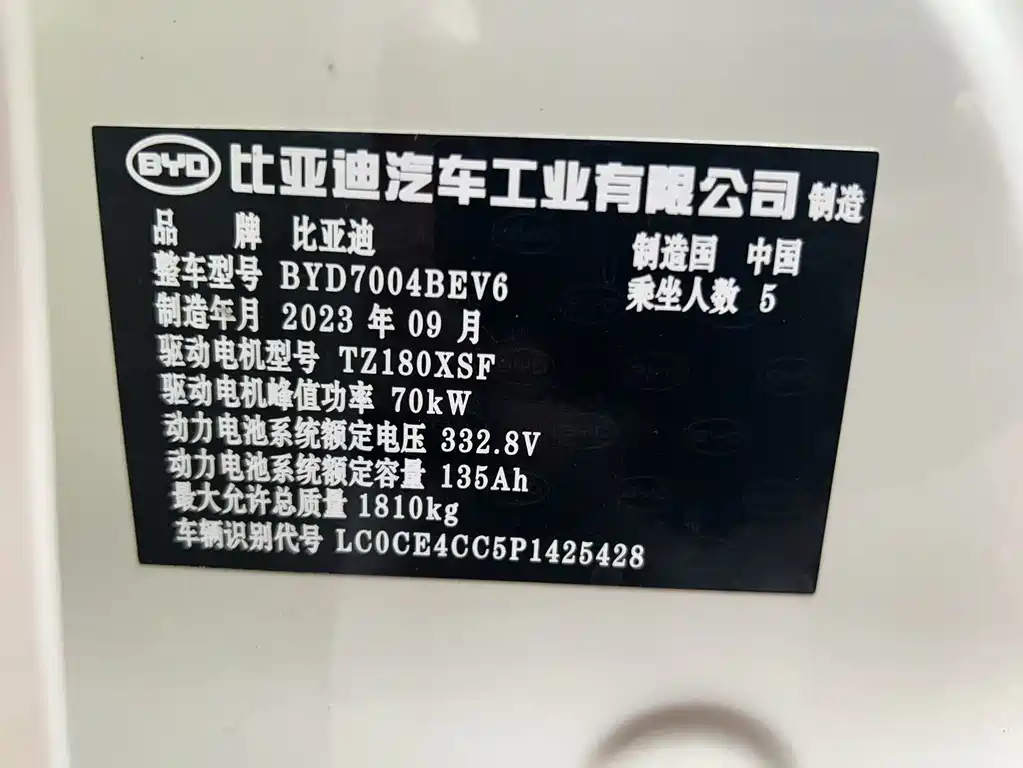 BYD 比亚迪汽车工业有限公司 制造
品 牌 比亚迪 制造国 中国
整车型号 BYD7004BEV6 乘坐人数 5
制造年月 2023 年 09 月
驱动电机型号 TZ180XSF
驱动电机峰值功率 70kW
动力电池系统额定电压 332.8V
动力电池系统额定容量 135Ah
最大允许总质量 1810kg
车辆识别代号 LC0CE4CC5P1425428